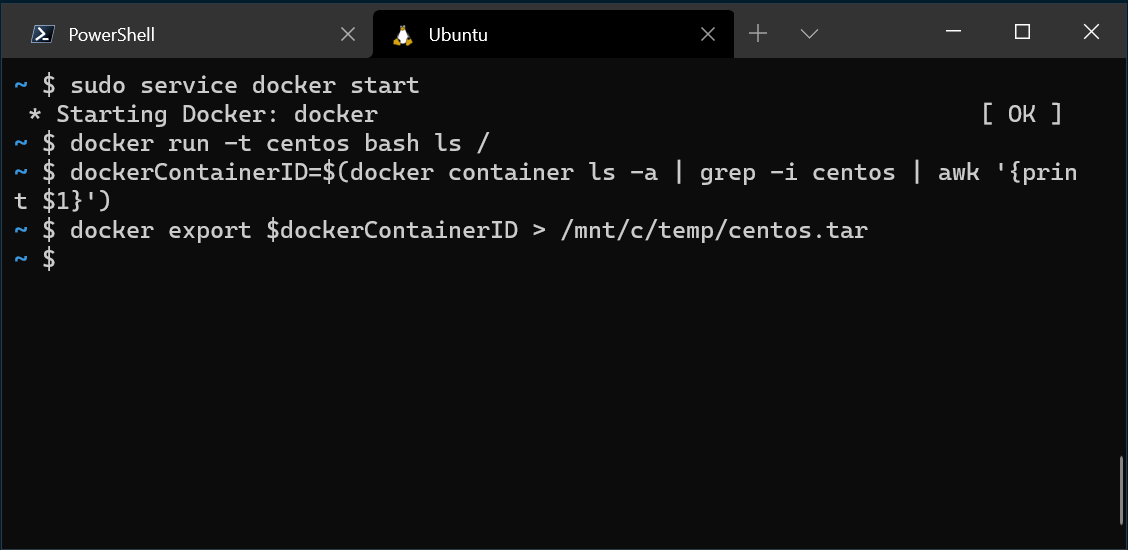 PowerShell
Ubuntu
~ $ sudo service docker start
* Starting Docker: docker [ OK ]
~ $ docker run -t centos bash ls /
~ $ dockerContainerID=$(docker container ls -a | grep -i centos | awk '{prin
t $1}')
~ $ docker export $dockerContainerID > /mnt/c/temp/centos.tar
~ $